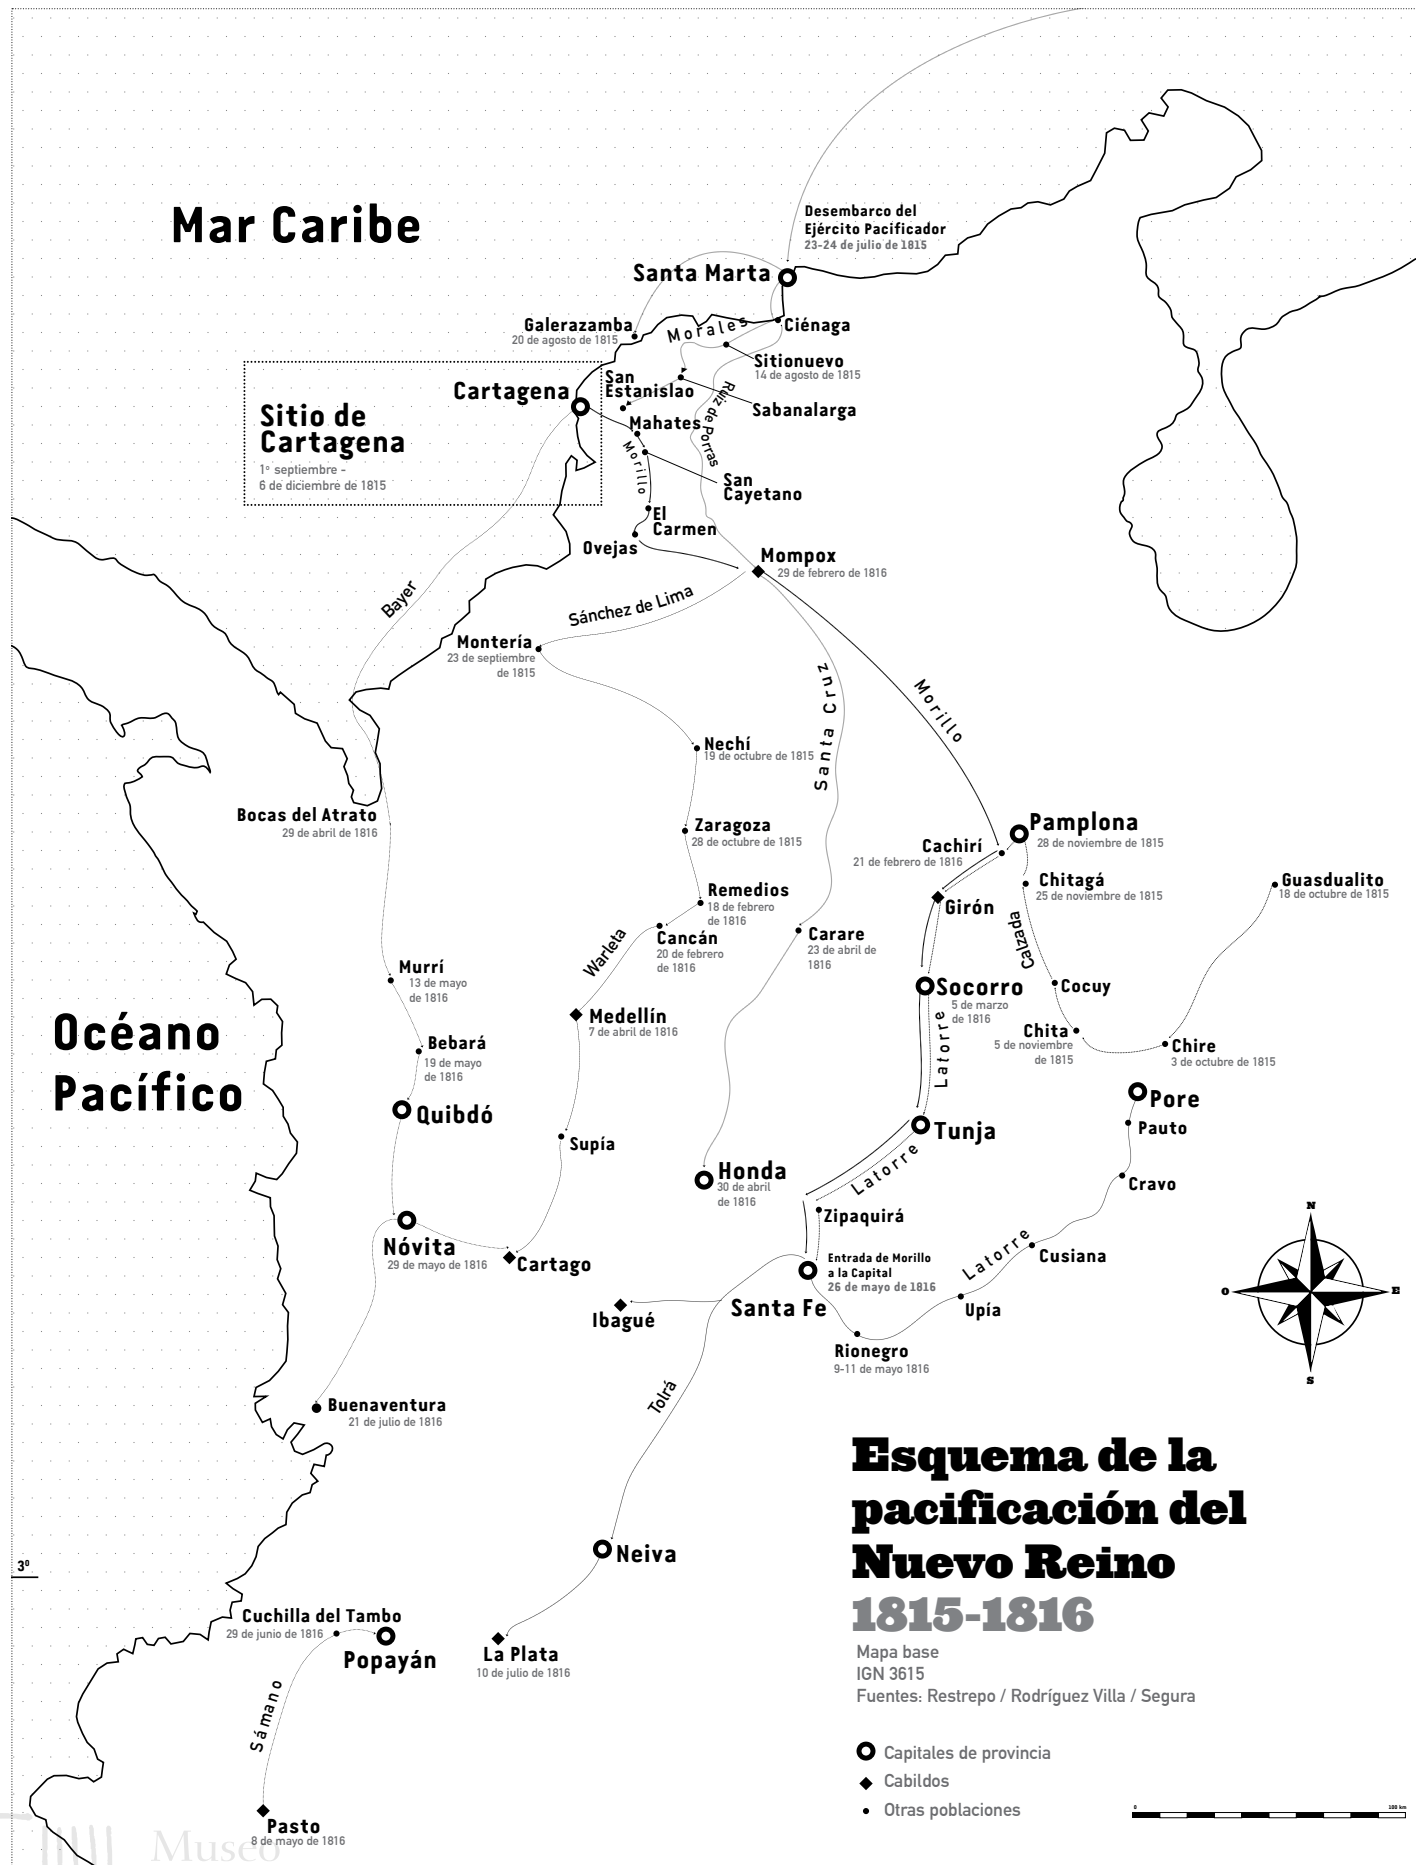 Mar Caribe
Desembarco del
Ejército Pacificador
23-24 de julio de 1815
Santa Marta
Galerazamba
20 de agosto de 1815
Morales
Ciénaga
Sitionuevo
14 de agosto de 1815
San
Estanislao
Sabanalarga
Cartagena
Sitio de
Cartagena
1º septiembre -
6 de diciembre de 1815
Mahates
Ruiz de Porras
Morillo
San
Cayetano
El
Carmen
Ovejas
Mompox
29 de febrero de 1816
Bayer
Sánchez de Lima
Montería
23 de septiembre
de 1815
Santa Cruz
Morillo
Nechí
19 de octubre de 1815
Bocas del Atrato
29 de abril de 1816
Zaragoza
28 de octubre de 1815
Pamplona
28 de noviembre de 1815
Cachirí
21 de febrero de 1816
Remedios
18 de febrero
de 1816
Chitagá
25 de noviembre de 1815
Guasdualito
18 de octubre de 1815
Girón
Cancán
20 de febrero
de 1816
Warleta
Carare
23 de abril de
1816
Calzada
Murrí
13 de mayo
de 1816
Socorro
5 de marzo
de 1816
Cocuy
Océano
Pacífico
Medellín
7 de abril de 1816
Latorre
Chita
5 de noviembre
de 1815
Chire
3 de octubre de 1815
Bebará
19 de mayo
de 1816
Quibdó
Pore
Pauto
Tunja
Supía
Latorre
Honda
30 de abril
de 1816
Cravo
Zipaquirá
Nóvita
29 de mayo de 1816
Cartago
Entrada de Morillo
a la Capital
26 de mayo de 1816
Latorre
Cusiana
Ibagué
Santa Fe
Upía
Rionegro
9-11 de mayo 1816
N
O
E
S
Tolrá
Buenaventura
21 de julio de 1816
Esquema de la
pacificación del
Nuevo Reino
1815-1816
Mapa base
IGN 3615
Fuentes: Restrepo / Rodríguez Villa / Segura
Neiva
3º
Cuchilla del Tambo
29 de junio de 1816
Popayán
La Plata
10 de julio de 1816
Sámano
Capitales de provincia
Cabildos
Otras poblaciones
0
100 km
Pasto
8 de mayo de 1816
Museo